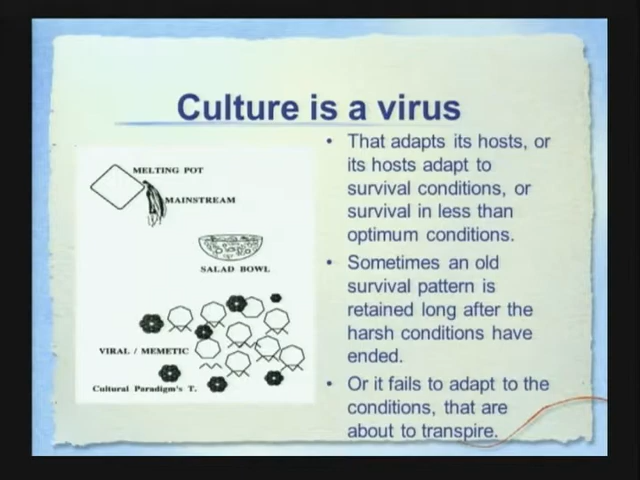 Culture is a virus
MELTING POT
MAINSTREAM
SALAD BOWL
VIRAL / MEMETIC
Cultural Paradigm's T.
• That adapts its hosts, or
its hosts adapt to
survival conditions, or
survival in less than
optimum conditions.
• Sometimes an old
survival pattern is
retained long after the
harsh conditions have
ended.
• Or it fails to adapt to the
conditions, that are
about to transpire.